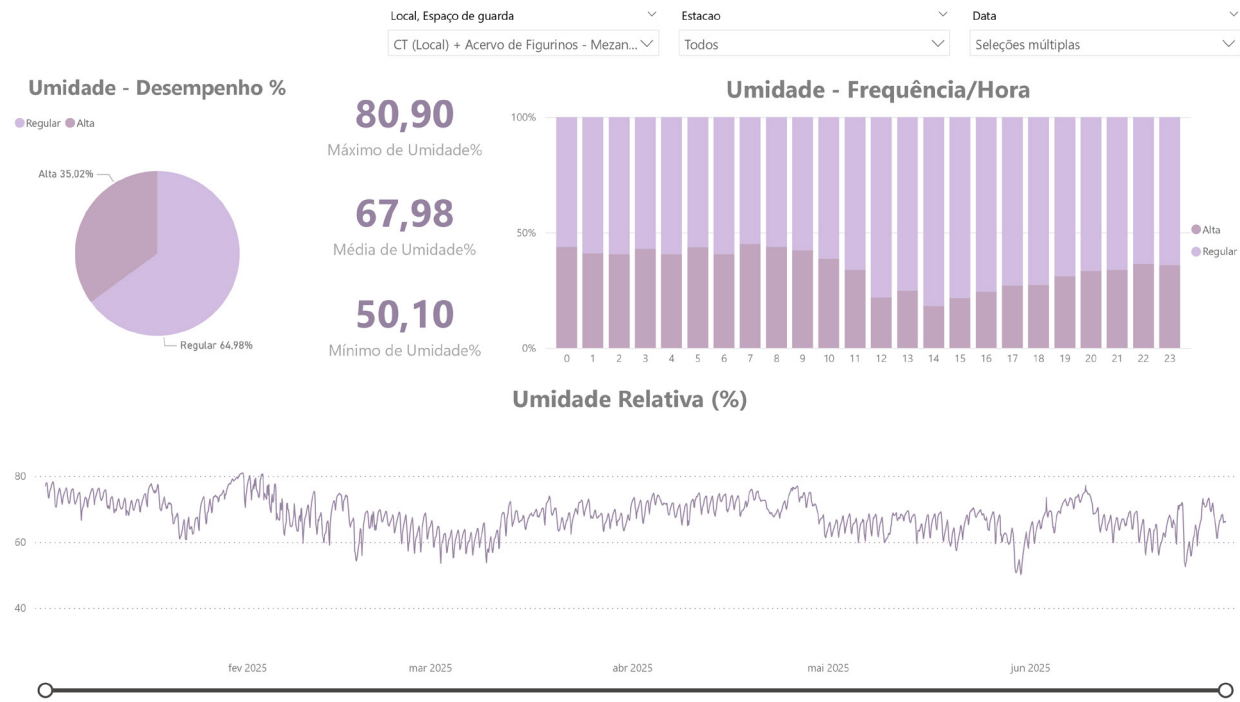 Local, Espaço de guarda
Estacao
Data
CT (Local) + Acervo de Figurinos - Mezan...
Todos
Seleções múltiplas
Umidade - Desempenho %
Regular
Alta
Alta 35,02%
Regular 64,98%
80,90
Máximo de Umidade%
67,98
Média de Umidade%
50,10
Mínimo de Umidade%
Umidade - Frequência/Hora
100%
50%
0%
0 1 2 3 4 5 6 7 8 9 10 11 12 13 14 15 16 17 18 19 20 21 22 23
Alta
Regular
Umidade Relativa (%)
80
60
40
fev 2025 mar 2025 abr 2025 mai 2025 jun 2025